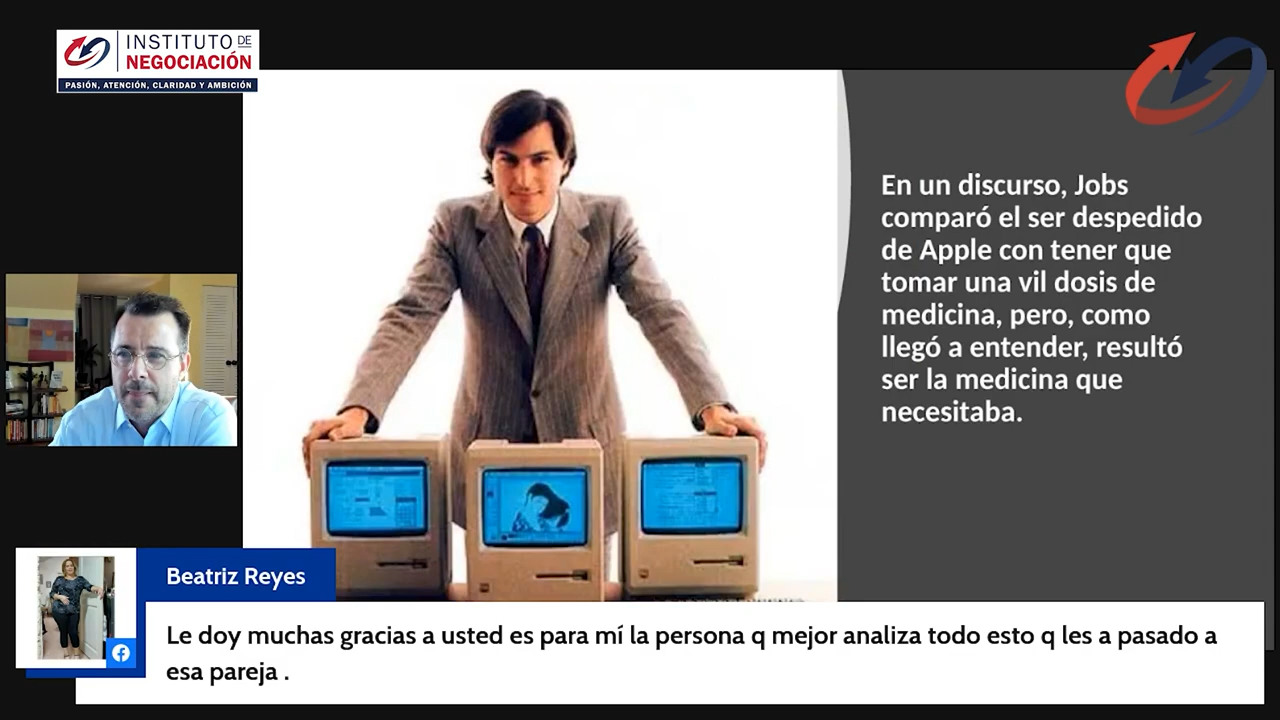 INSTITUTO DE
NEGOCIACIÓN
PASIÓN, ATENCIÓN, CLARIDAD Y AMBICIÓN
En un discurso, Jobs
comparó el ser despedido
de Apple con tener que
tomar una vil dosis de
medicina, pero, como
llegó a entender, resultó
ser la medicina que
necesitaba.
Beatriz Reyes
Le doy muchas gracias a usted es para mí la persona q mejor analiza todo esto q les a pasado a
esa pareja .